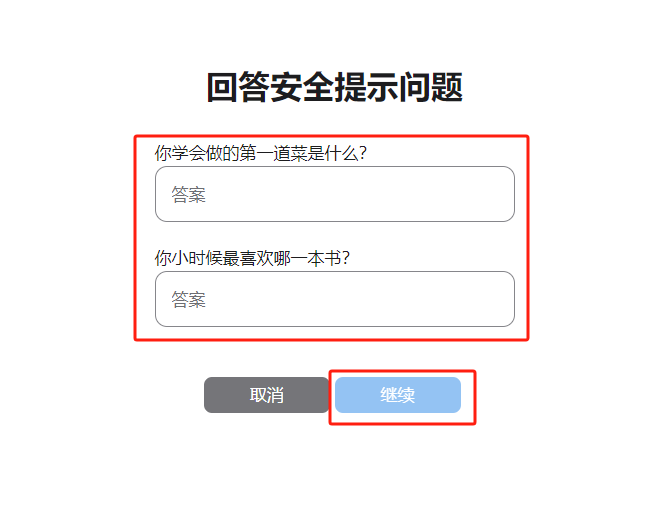 回答安全提示问题
你学会做的第一道菜是什么？
答案
你小时候最喜欢哪一本书？
答案
取消
继续